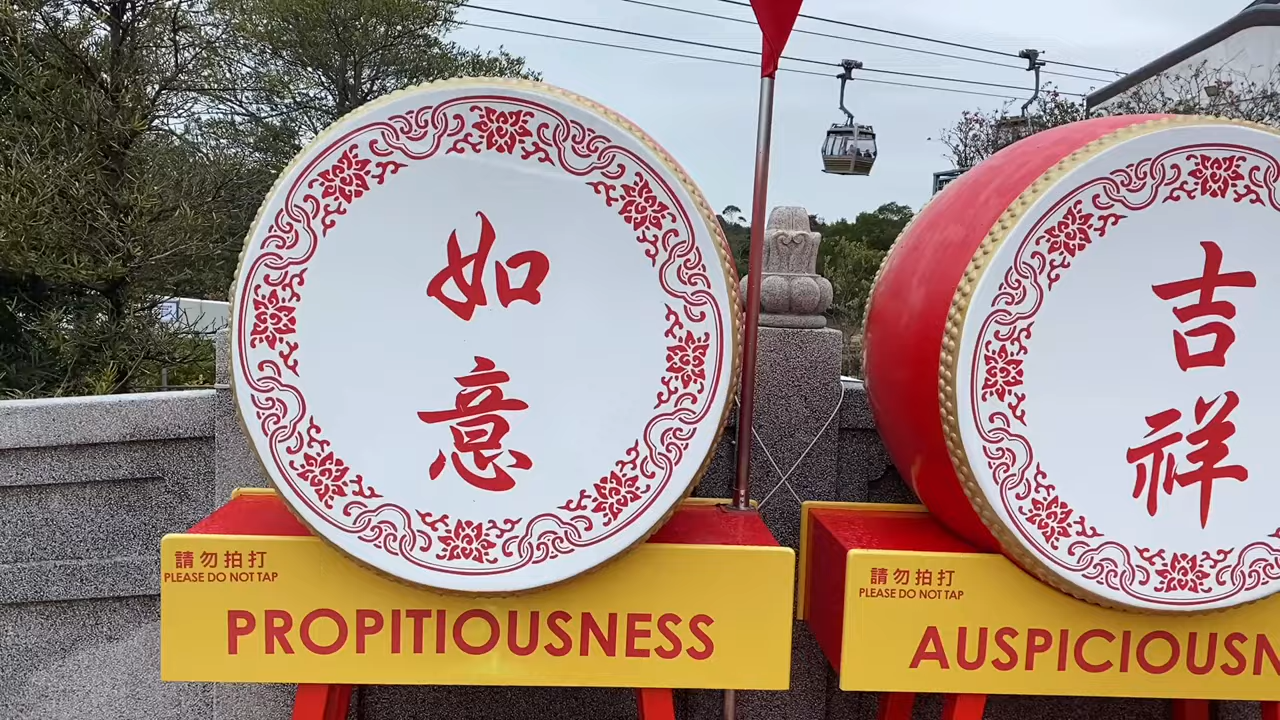 如
意
請勿拍打
PLEASE DO NOT TAP
PROPITIOUSNESS
吉
祥
請勿拍打
PLEASE DO NOT TAP
AUSPICIOUSN